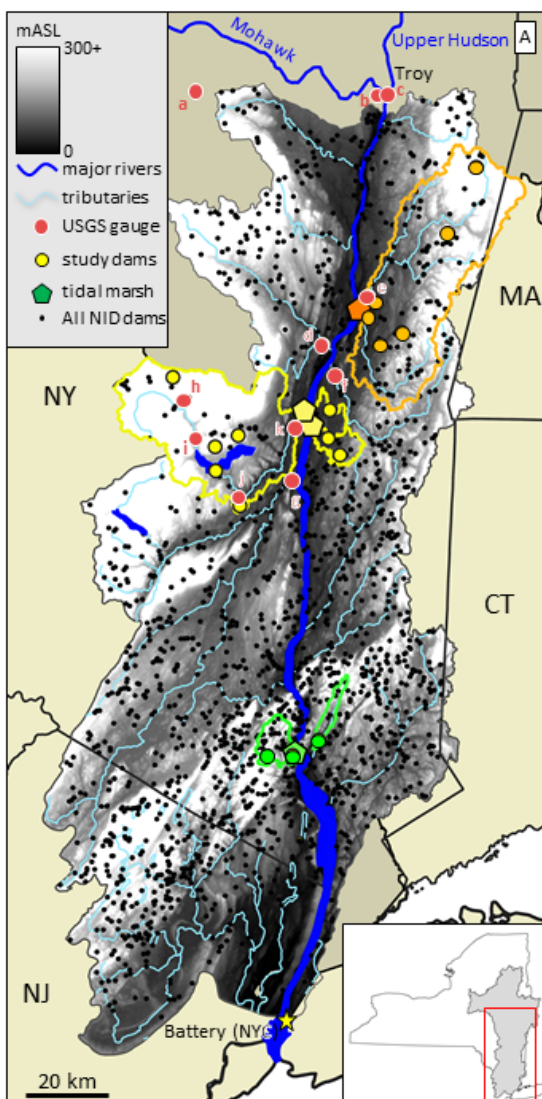 mASL
300+
0
major rivers
tributaries
USGS gauge
study dams
tidal marsh
All NID dams
Mohawk
Upper Hudson
A
Troy
a
b
c
MA
e
d
NY
h
f
k
i
j
g
CT
NJ
Battery (NYC)
20 km